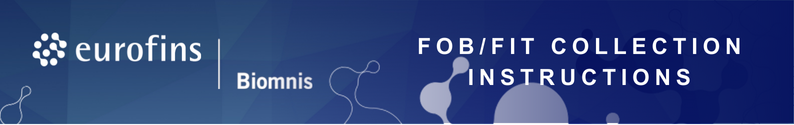 eurofins
Biomnis
FOB/FIT COLLECTION
INSTRUCTIONS